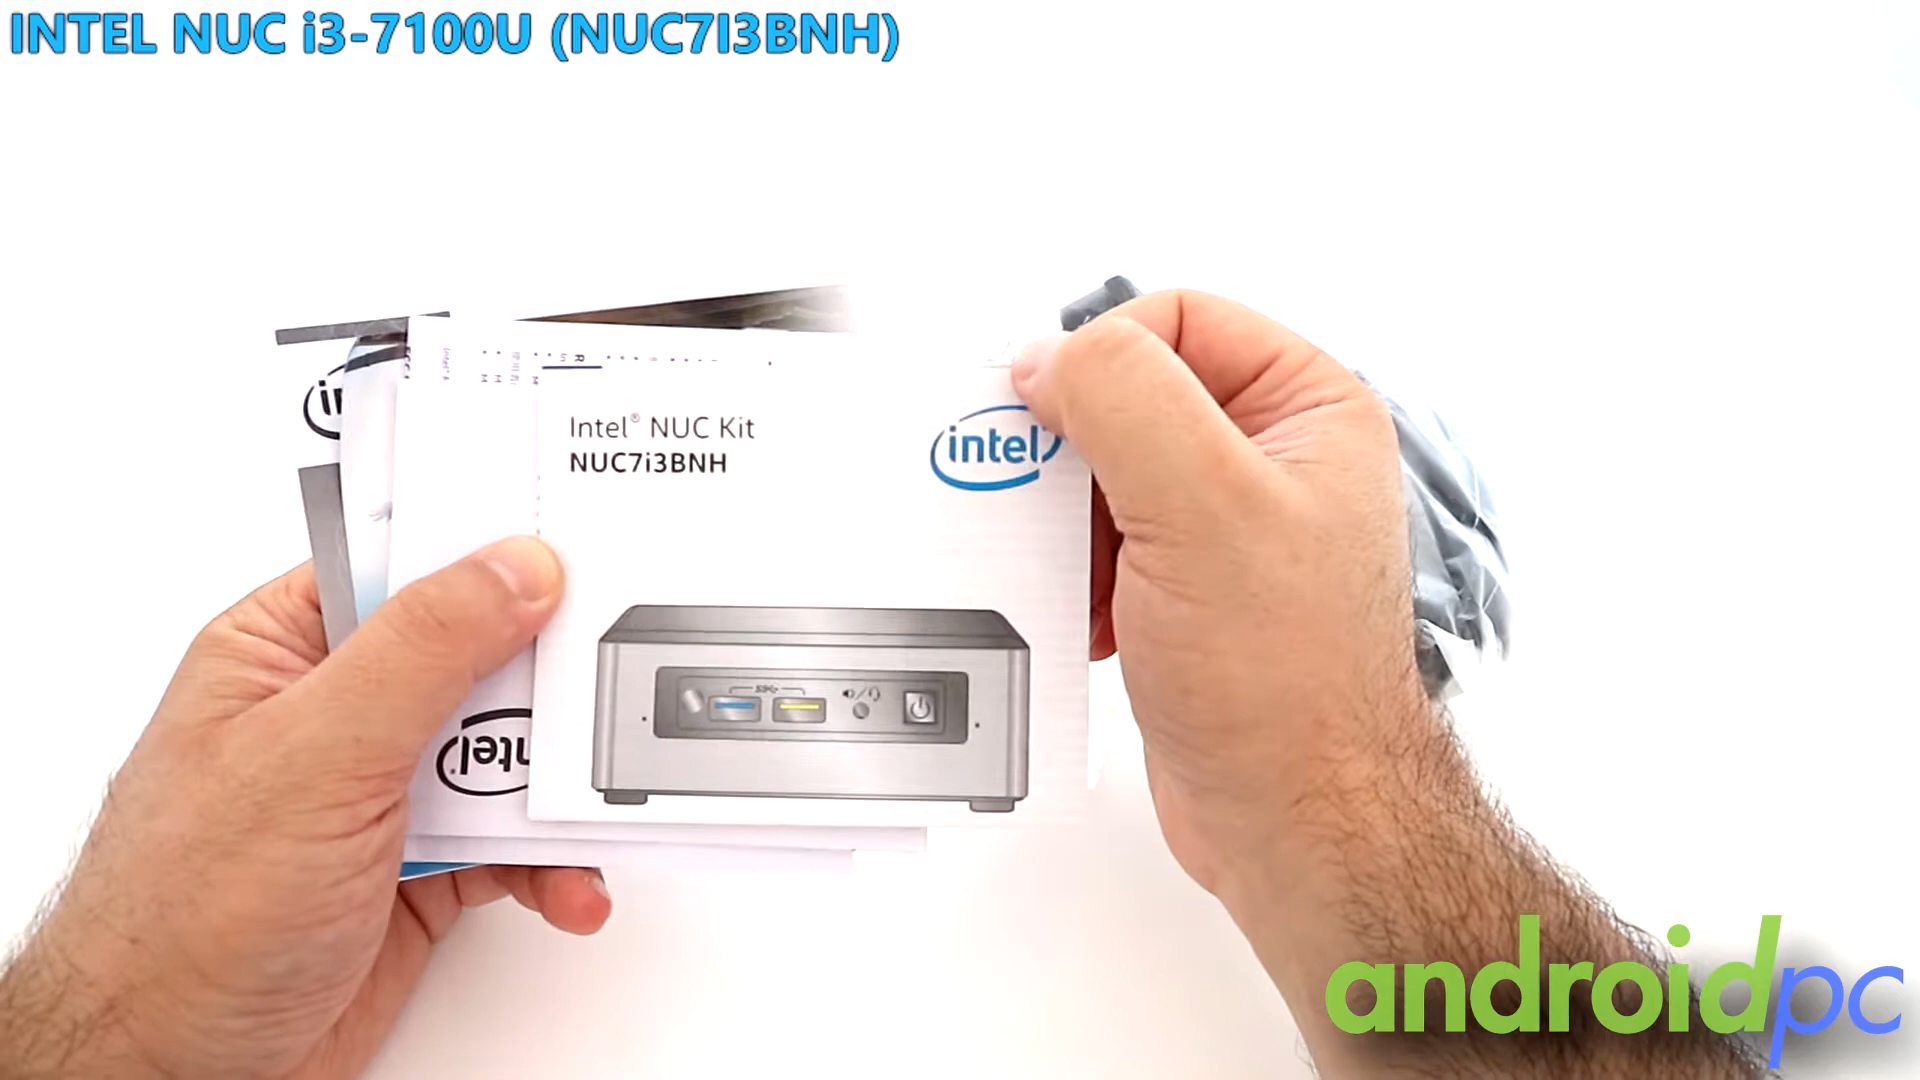 INTEL NUC i3-7100U (NUC7I3BNH)
Intel® NUC Kit
NUC7i3BNH
intel
intel
androidpc